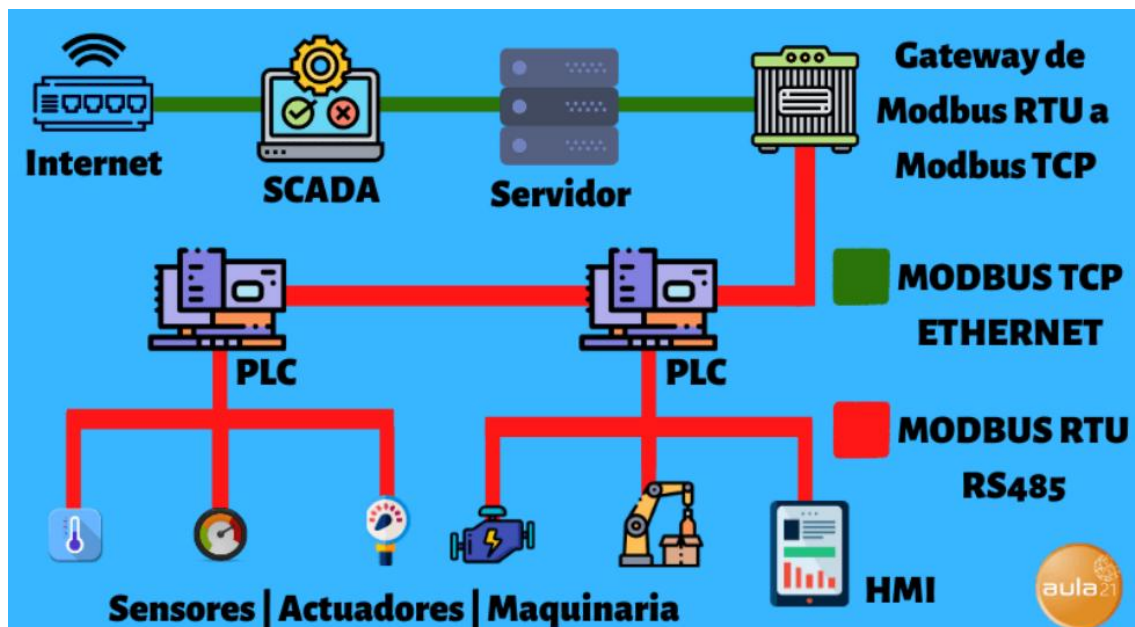 Internet
SCADA
Servidor
Gateway de
Modbus RTU a
Modbus TCP
PLC
PLC
MODBUS TCP
ETHERNET
MODBUS RTU
RS485
Sensores | Actuadores | Maquinaria
HMI
aula21